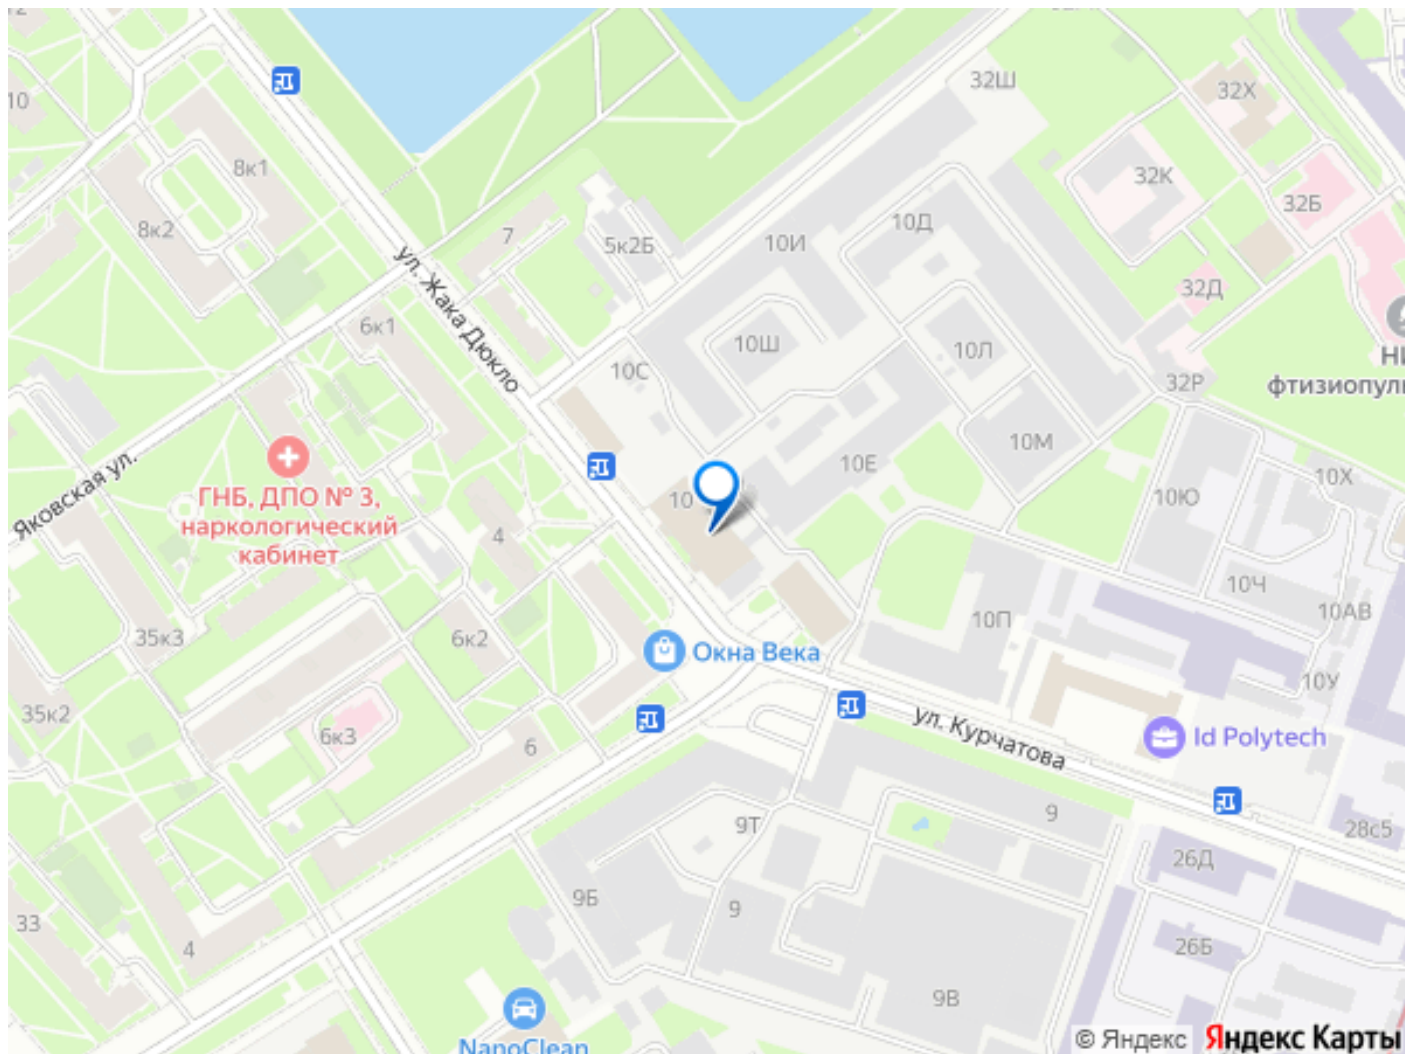 10
8к1
8к2
7
5к2Б
ул. Жака Дюкло
6к1
10С
10И
10Д
32Ш
32Х
32К
32Б
32Д
10Ш
10Л
32Р
фтизиопул
10М
10Е
10Х
10Ю
ГНБ, ДПО № 3,
наркологический
кабинет
Яковская ул.
10
4
10Ч
10АВ
10П
10У
35к3
6к2
Окна Века
35к2
6к3
6
ул. Курчатова
Id Polytech
9Т
9
28с5
26Д
9Б
9
33
4
26Б
9В
NanoClean
© Яндекс
Яндекс Карты